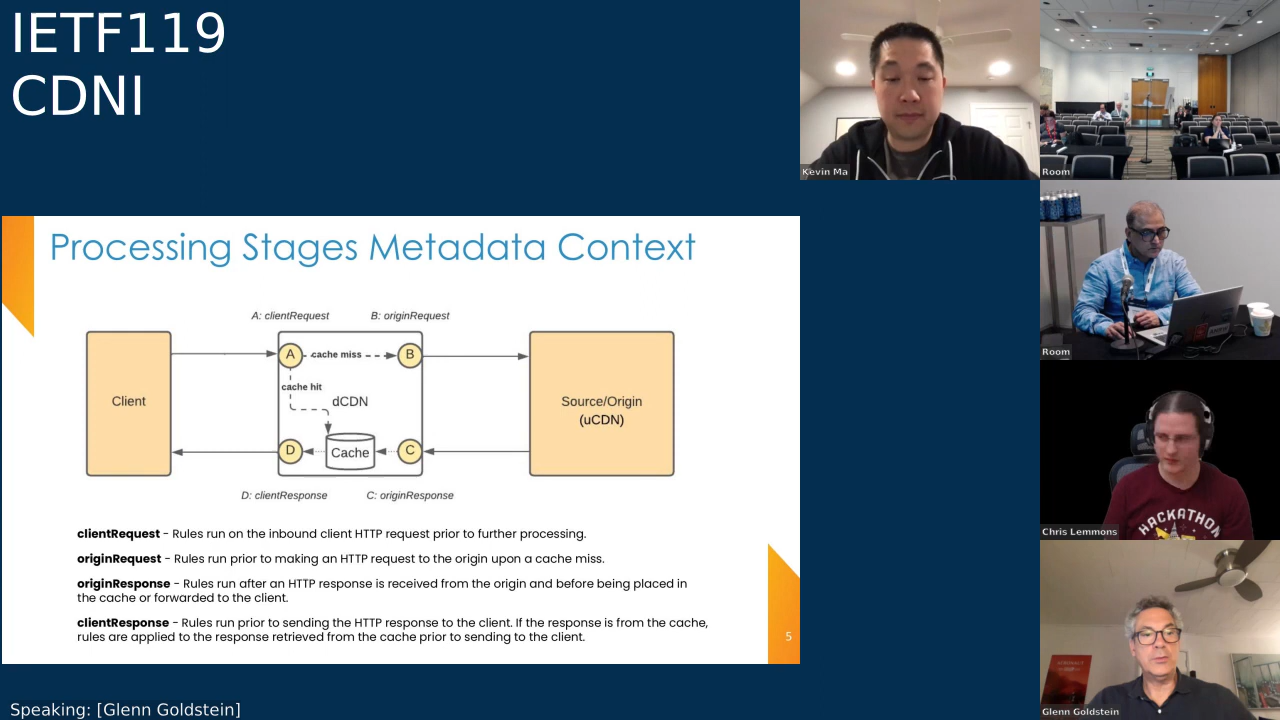 IETF119
CDNI
Kevin Ma
Room
Processing Stages Metadata Context
A: clientRequest
B: originRequest
A
cache miss
B
cache hit
Client
dCDN
Source/Origin
(uCDN)
D
Cache
C
D: clientResponse
C: originResponse
clientRequest - Rules run on the inbound client HTTP request prior to further processing.
originRequest - Rules run prior to making an HTTP request to the origin upon a cache miss.
originResponse - Rules run after an HTTP response is received from the origin and before being placed in
the cache or forwarded to the client.
clientResponse - Rules run prior to sending the HTTP response to the client. If the response is from the cache,
rules are applied to the response retrieved from the cache prior to sending to the client.
5
Room
Chris Lemmons
HACKATHON
Glenn Goldstein
Speaking: [Glenn Goldstein]